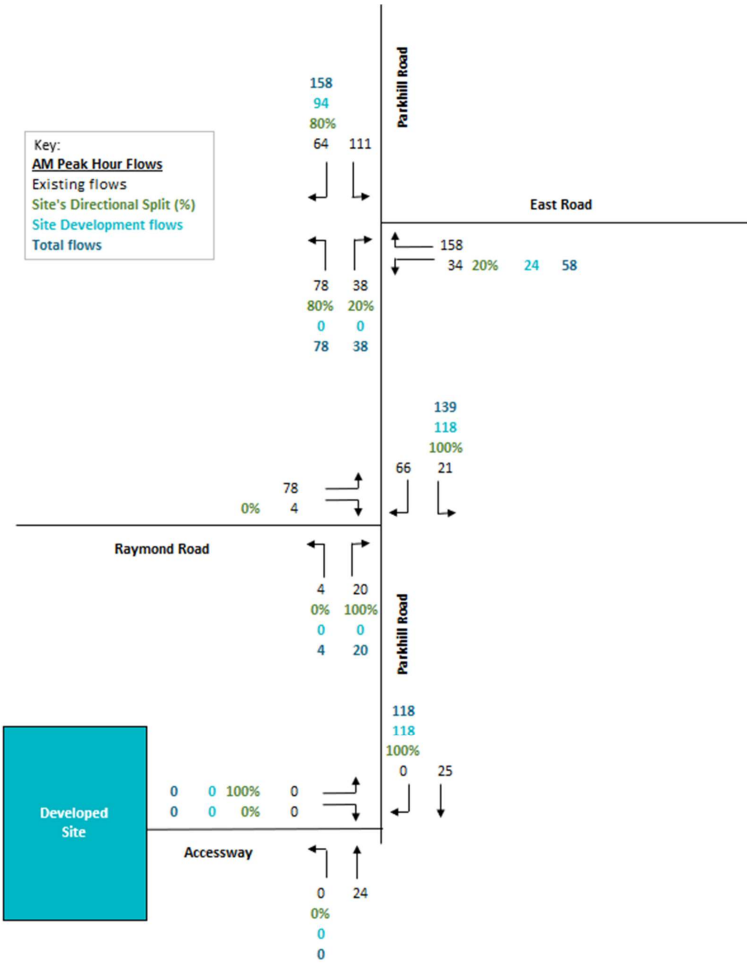 Parkhill Road
158
94
80%
64 111
Key:
AM Peak Hour Flows
Existing flows
Site's Directional Split (%)
Site Development flows
Total flows
East Road
158
34 20% 24 58
78 38
80% 20%
0 0
78 38
139
118
100%
66 21
78
0% 4
Raymond Road
4 20
0% 100%
0 0
4 20
Parkhill Road
118
118
100%
0 25
0 0 100% 0
0 0 0% 0
Developed
Site
Accessway
0 24
0%
0
0